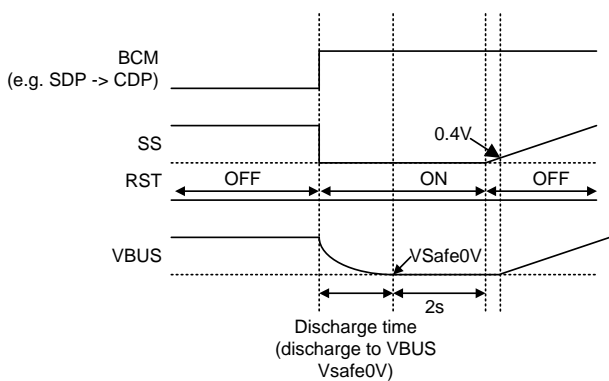 BCM
(e.g. SDP -> CDP)
SS
0.4V
RST
OFF
ON
OFF
VBUS
VSafe0V
2s
Discharge time
(discharge to VBUS
Vsafe0V)